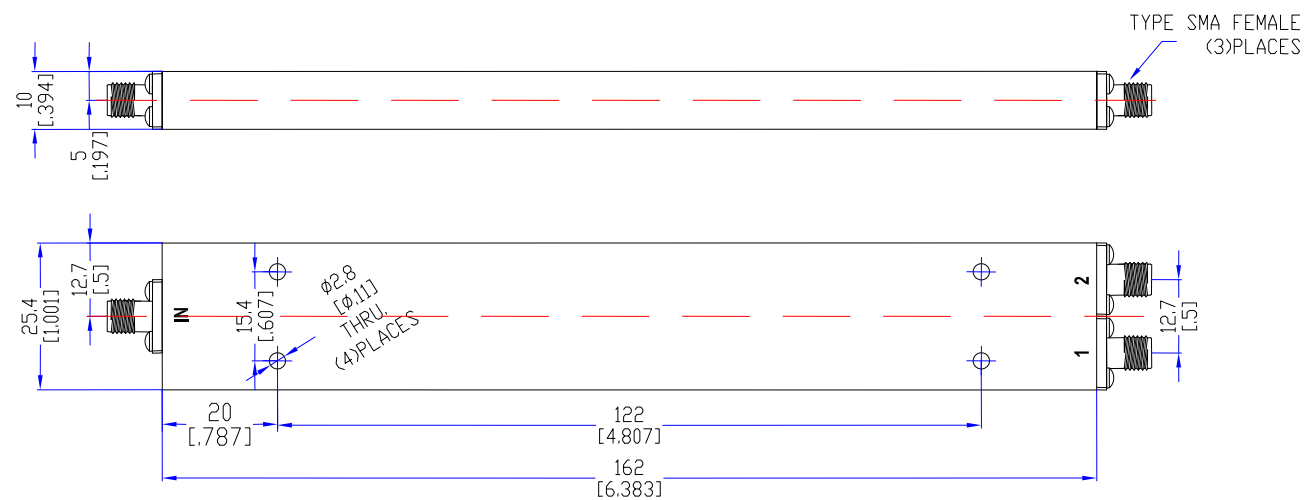 TYPE SMA FEMALE
(3)PLACES
10
[.394]
5
[.197]
12.7
[.5]
25.4
[1.001]
IN
15.4
[.607]
Ø2.8
[Ø.11]
THRU,
(4)PLACES
2
1
12.7
[.5]
20
[.787]
122
[4.807]
162
[6.383]